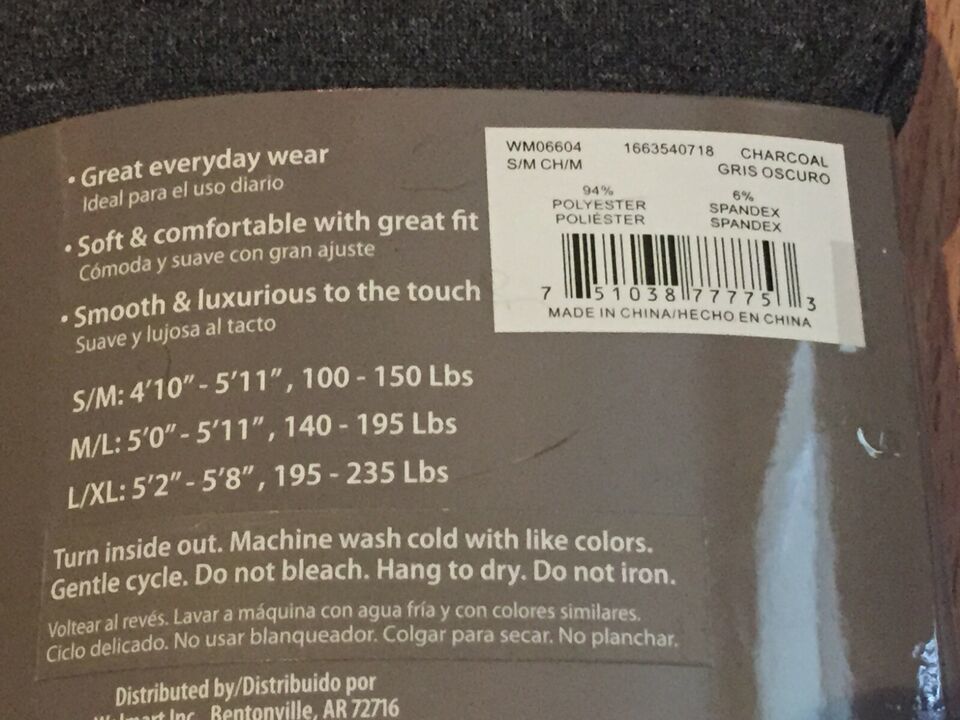 • Great everyday wear
Ideal para el uso diario
• Soft & comfortable with great fit
Cómoda y suave con gran ajuste
• Smooth & luxurious to the touch
Suave y lujosa al tacto
S/M: 4'10" - 5'11", 100 - 150 Lbs
M/L: 5'0" - 5'11", 140 - 195 Lbs
L/XL: 5'2" - 5'8", 195 - 235 Lbs
Turn inside out. Machine wash cold with like colors.
Gentle cycle. Do not bleach. Hang to dry. Do not iron.
Voltear al revés. Lavar a máquina con agua fría y con colores similares.
Ciclo delicado. No usar blanqueador. Colgar para secar. No planchar.
Distributed by/Distribuido por
Walmart Inc., Bentonville, AR 72716
WM06604 1663540718 CHARCOAL
S/M CH/M GRIS OSCURO
94% 6%
POLYESTER SPANDEX
POLIÉSTER SPANDEX
7 51038 77775 3
MADE IN CHINA/HECHO EN CHINA